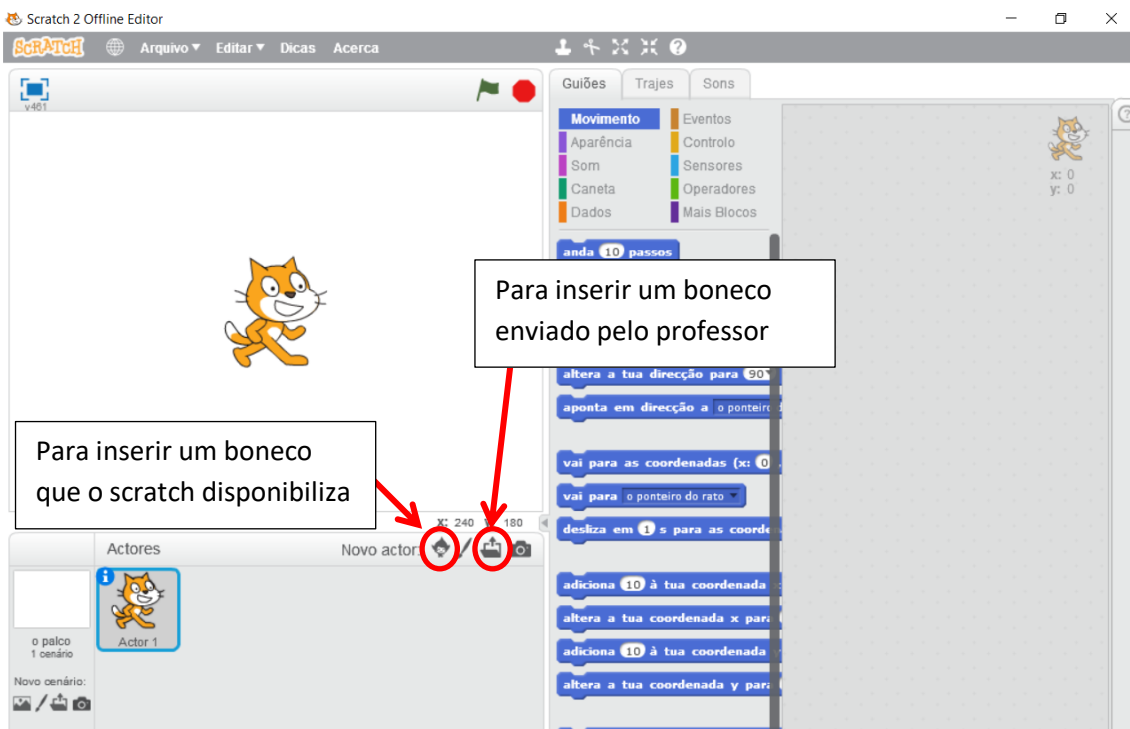 Scratch 2 Offline Editor
SCRATCH Arquivo Editar Dicas Acerca
v461
Guiões Trajes Sons
Movimento Eventos
Aparência Controlo
Som Sensores
Caneta Operadores
Dados Mais Blocos
x: 0
y: 0
anda 10 passos
Para inserir um boneco
enviado pelo professor
altera a tua direcção para 90
aponta em direcção a o ponteiro
Para inserir um boneco
que o scratch disponibiliza
vai para as coordenadas (x: 0
vai para o ponteiro do rato
desliza em 1 s para as coorde
x: 240 180
Actores Novo actor:
adiciona 10 à tua coordenada
altera a tua coordenada x para
adiciona 10 à tua coordenada
altera a tua coordenada y para
i
Actor 1
o palco
1 cenário
Novo cenário: